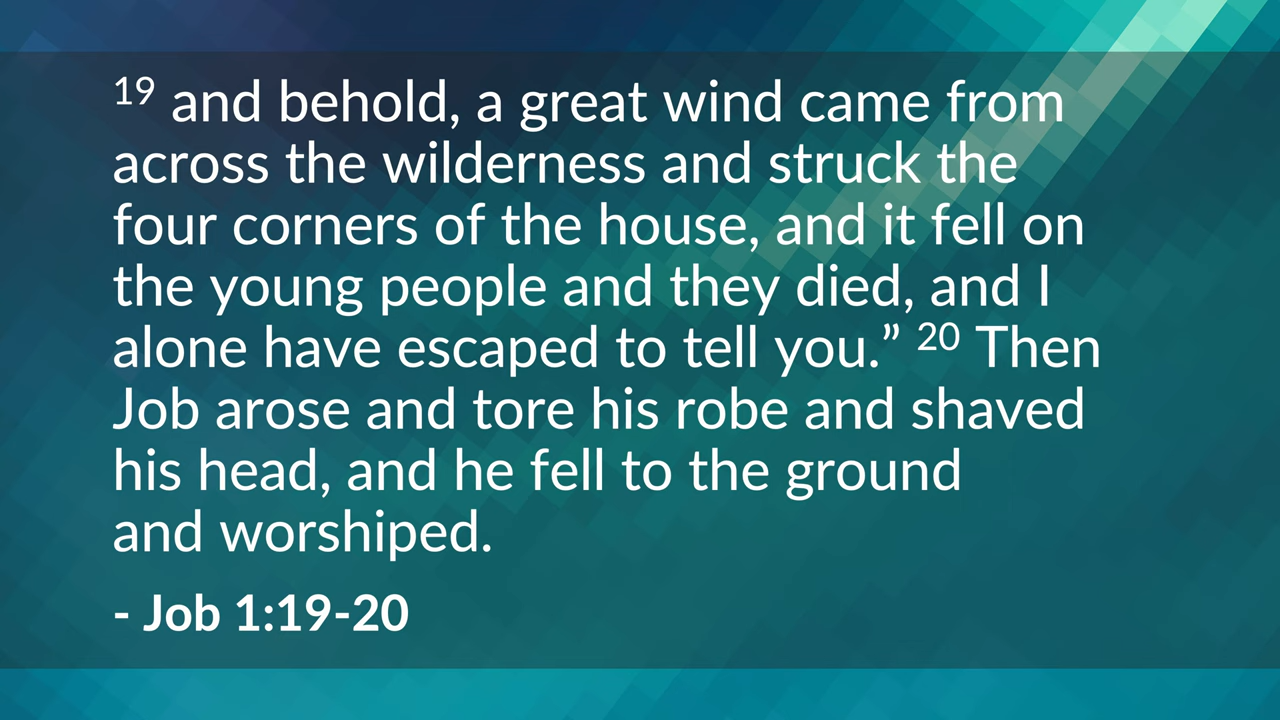 19 and behold, a great wind came from
across the wilderness and struck the
four corners of the house, and it fell on
the young people and they died, and I
alone have escaped to tell you.” 20 Then
Job arose and tore his robe and shaved
his head, and he fell to the ground
and worshiped.
- Job 1:19-20